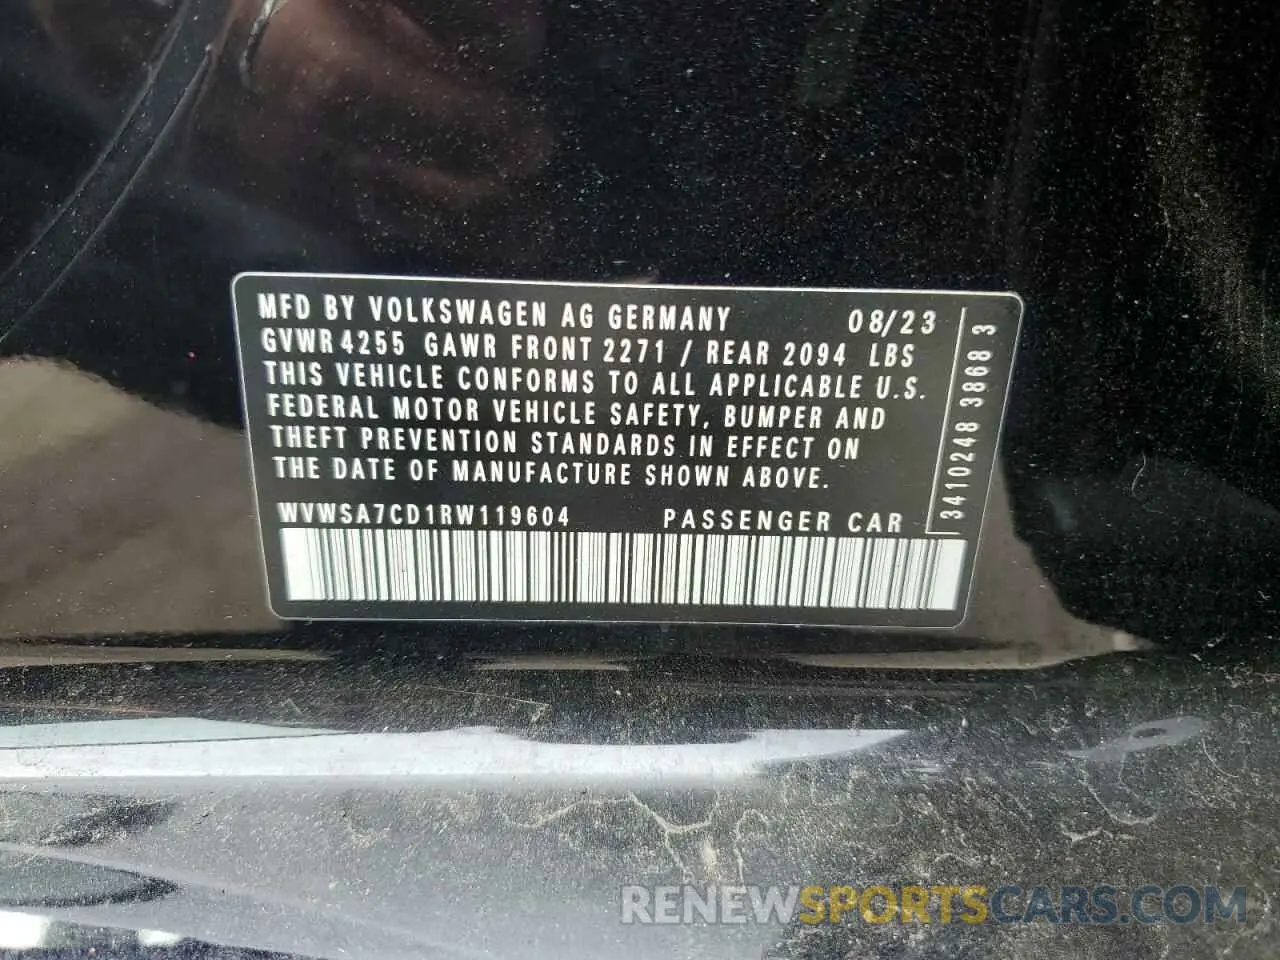 MFD BY VOLKSWAGEN AG GERMANY 08/23
GVWR 4255 GAWR FRONT 2271 / REAR 2094 LBS
THIS VEHICLE CONFORMS TO ALL APPLICABLE U.S.
FEDERAL MOTOR VEHICLE SAFETY, BUMPER AND
THEFT PREVENTION STANDARDS IN EFFECT ON
THE DATE OF MANUFACTURE SHOWN ABOVE.
WVWSA7CD1RW119604 PASSENGER CAR
3410248 3868 3
RENEWSPORTSCARS.COM